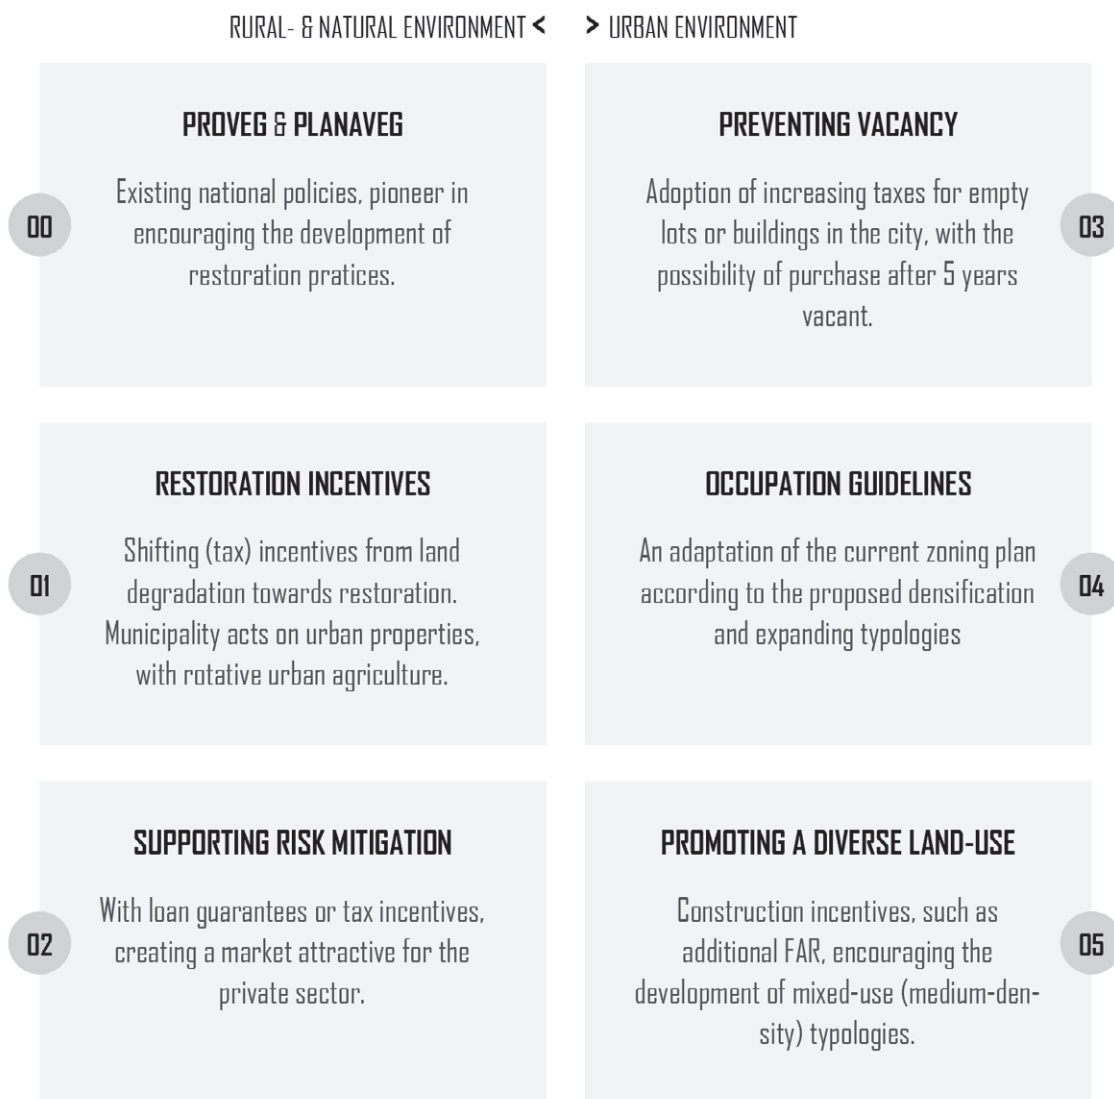 RURAL- & NATURAL ENVIRONMENT <
> URBAN ENVIRONMENT
PROVEG & PLANAVEG
Existing national policies, pioneer in
encouraging the development of
restoration pratices.
00
RESTORATION INCENTIVES
Shifting (tax) incentives from land
degradation towards restoration.
Municipality acts on urban properties,
with rotative urban agriculture.
01
SUPPORTING RISK MITIGATION
With loan guarantees or tax incentives,
creating a market attractive for the
private sector.
02
PREVENTING VACANCY
Adoption of increasing taxes for empty
lots or buildings in the city, with the
possibility of purchase after 5 years
vacant.
03
OCCUPATION GUIDELINES
An adaptation of the current zoning plan
according to the proposed densification
and expanding typologies
04
PROMOTING A DIVERSE LAND-USE
Construction incentives, such as
additional FAR, encouraging the
development of mixed-use (medium-den-
sity) typologies.
05